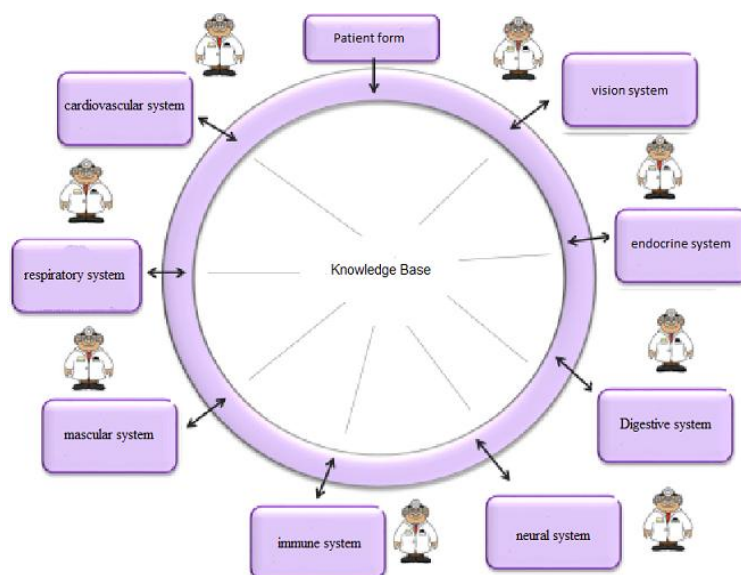 Patient form
cardiovascular system
vision system
respiratory system
endocrine system
Knowledge Base
mascular system
Digestive system
immune system
neural system